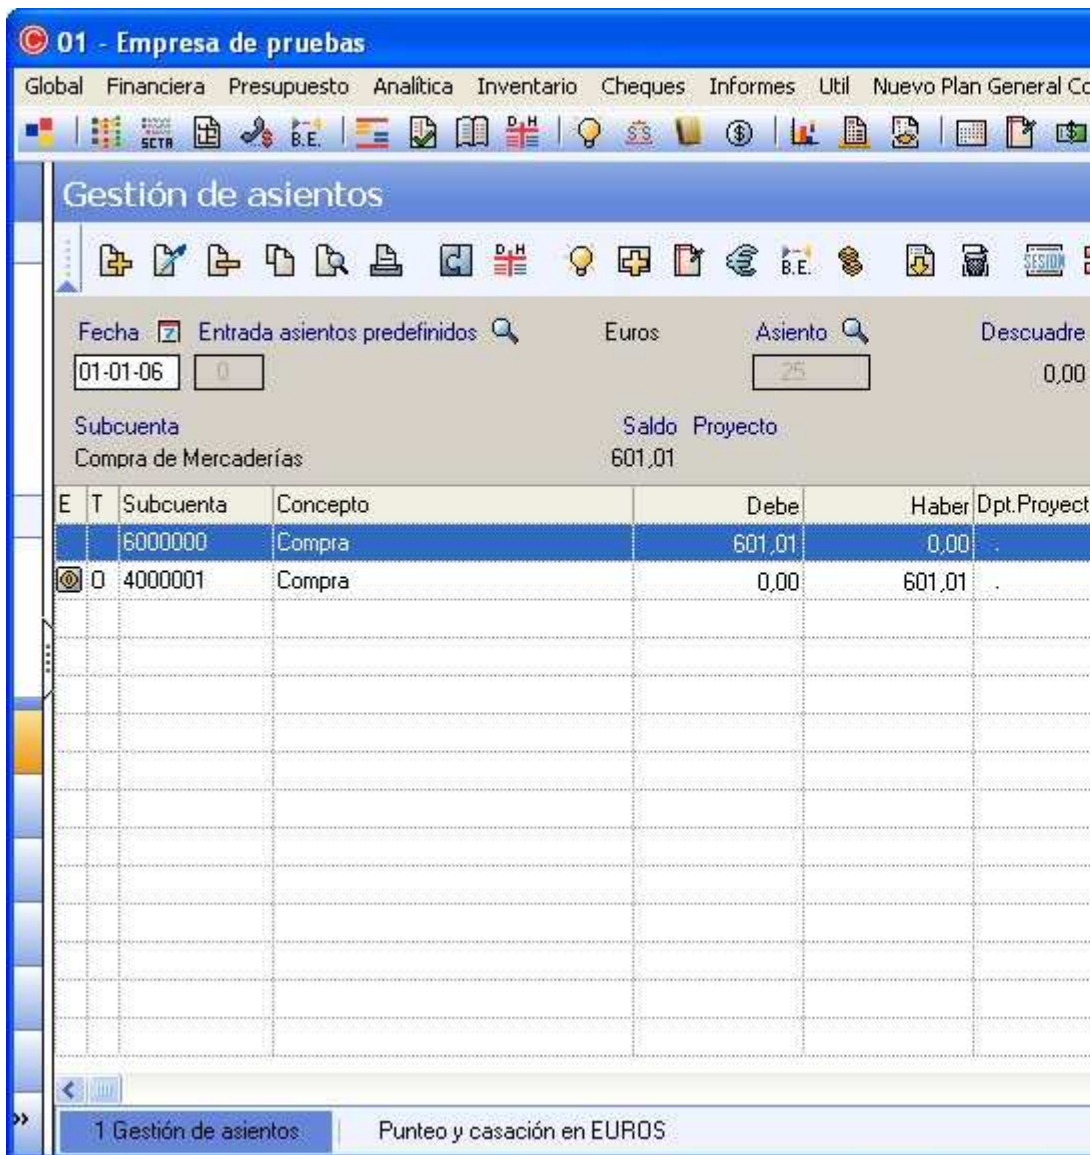 01 - Empresa de pruebas
Global Financiera Presupuesto Analítica Inventario Cheques Informes Util Nuevo Plan General Co
SCTA B.E. D H S S $
Gestión de asientos
D H B.E. SESION
Fecha 7 Entrada asientos predefinidos Euros Asiento Descuadre
01-01-06 0 25 0,00
Subcuenta Saldo Proyecto
Compra de Mercaderías 601,01
E T Subcuenta Concepto Debe Haber Dpt.Proyect
6000000 Compra 601,01 0,00 .
O 4000001 Compra 0,00 601,01 .
1 Gestión de asientos Punteo y casación en EUROS